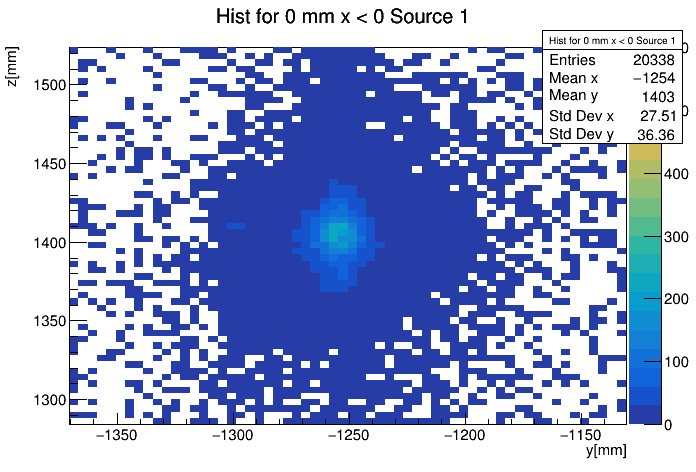 Hist for 0 mm x < 0 Source 1
z[mm]
Hist for 0 mm x < 0 Source 1
Entries 20338
Mean x −1254
Mean y 1403
Std Dev x 27.51
Std Dev y 36.36
1500
1450
1400
1350
1300
0
0
400
300
200
100
0
−1350 −1300 −1250 −1200 −1150
y[mm]